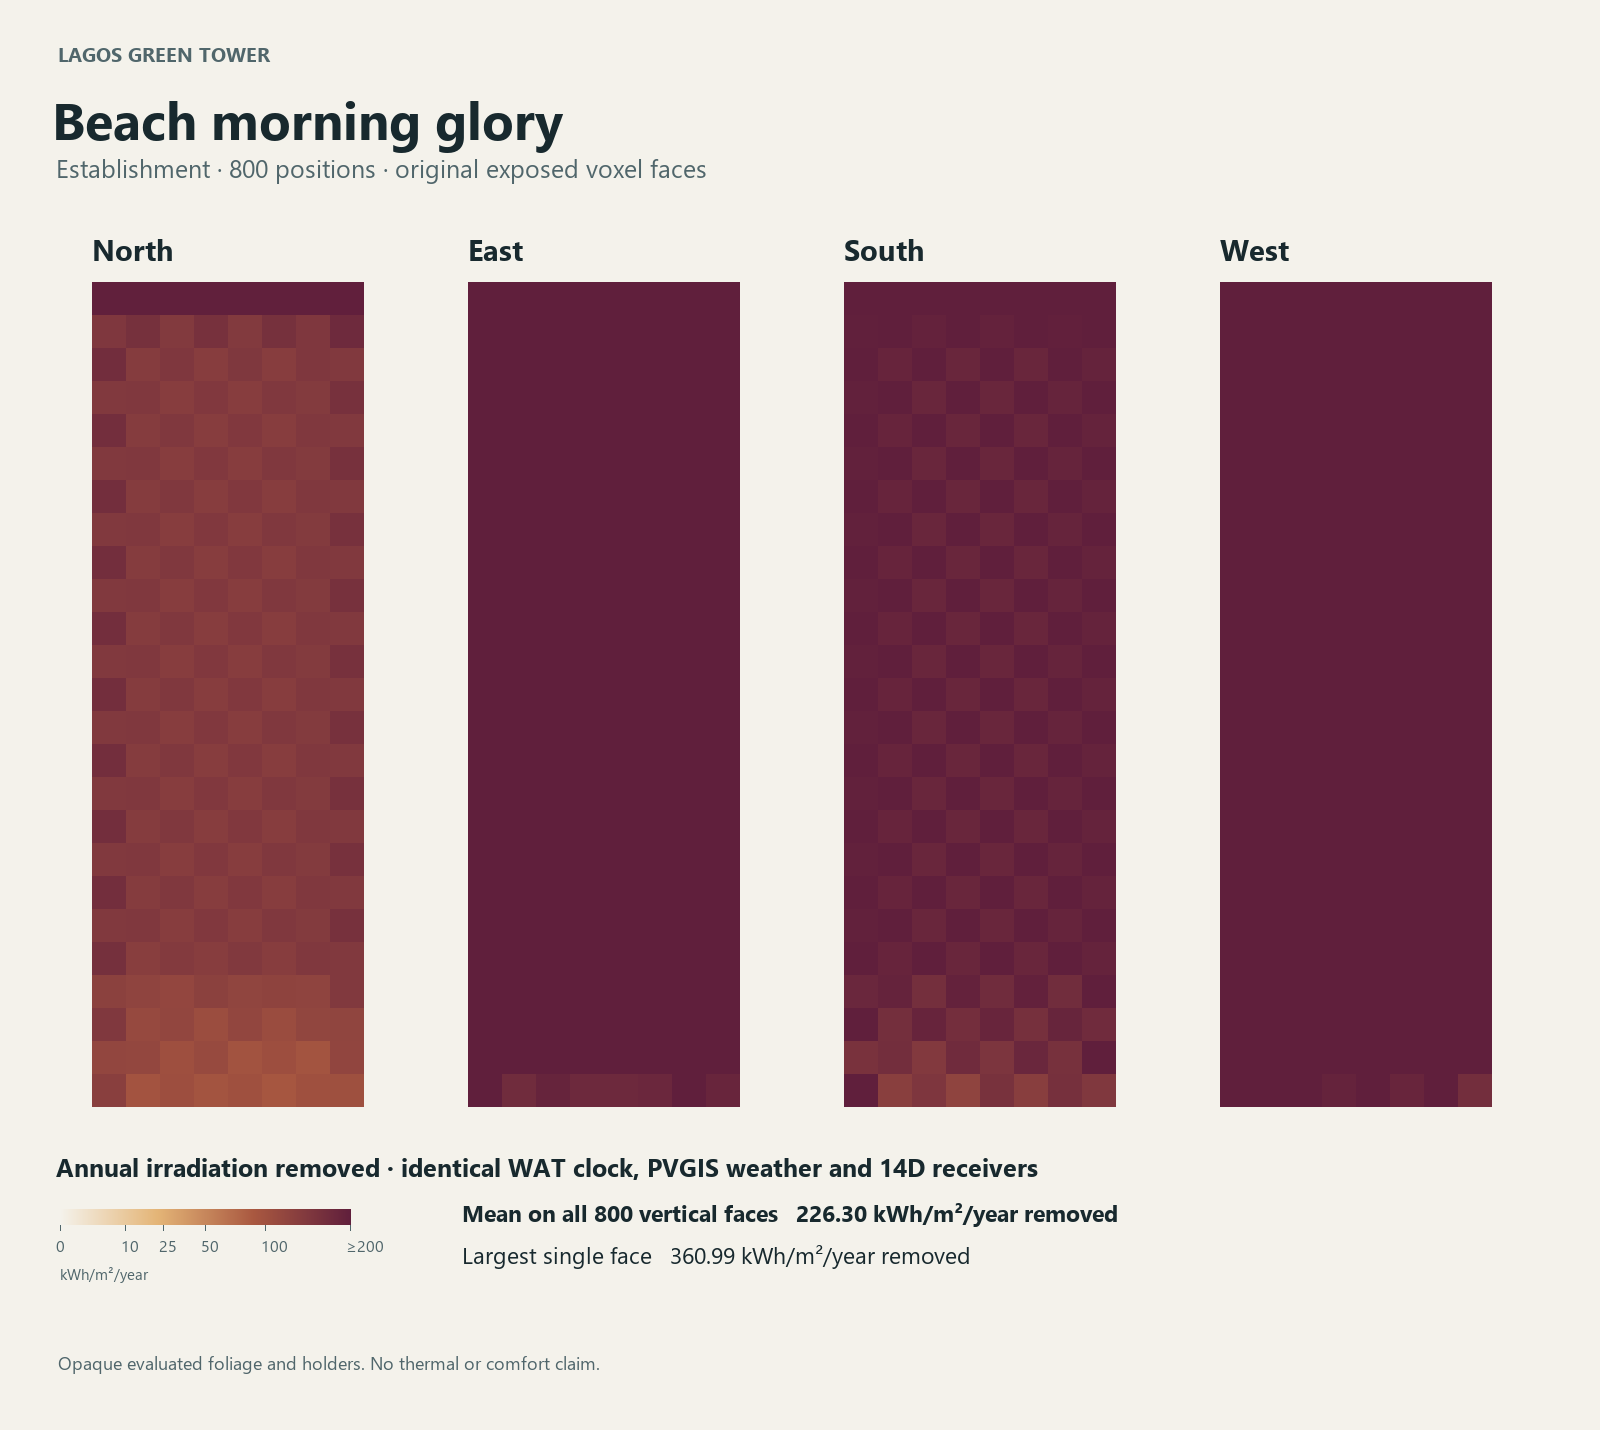 LAGOS GREEN TOWER
Beach morning glory
Establishment · 800 positions · original exposed voxel faces
North East South West
Annual irradiation removed · identical WAT clock, PVGIS weather and 14D receivers
Mean on all 800 vertical faces 226.30 kWh/m²/year removed
0 10 25 50 100 ≥200
Largest single face 360.99 kWh/m²/year removed
kWh/m²/year
Opaque evaluated foliage and holders. No thermal or comfort claim.